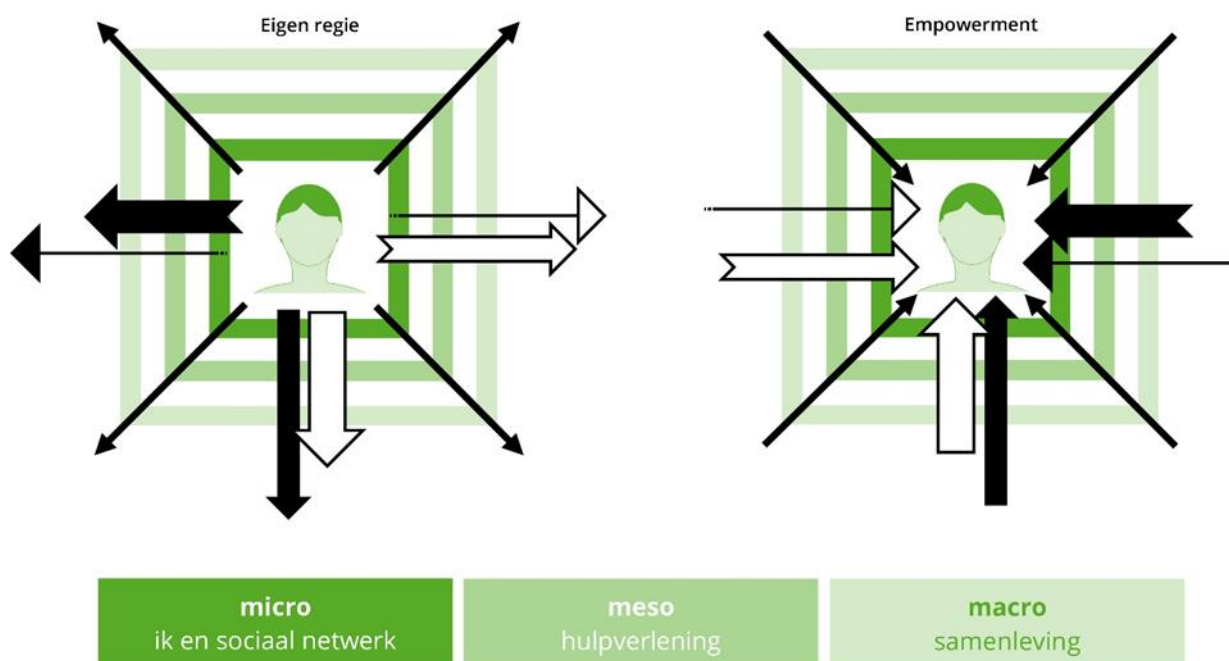 Eigen regie
Empowerment
micro
ik en sociaal netwerk
meso
hulpverlening
macro
samenleving